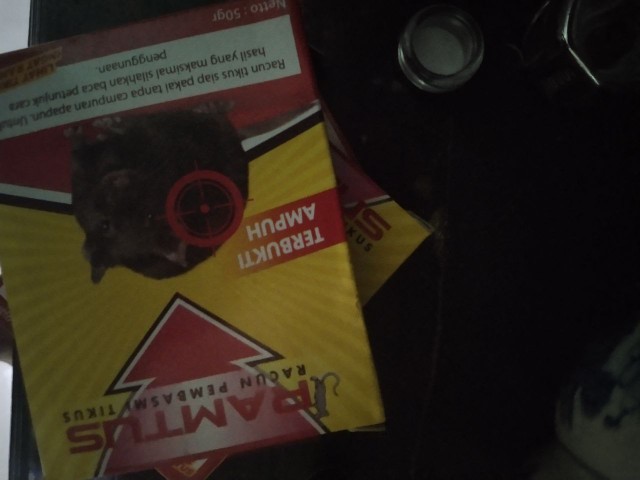 RAMTUS
RACUN PEMBASMI TIKUS
TERBUKTI
AMPUH
Racun tikus siap pakai tanpa campuran apapun. Untuk
hasil yang maksimal silahkan baca petunjuk cara
penggunaan.
Netto : 50gr